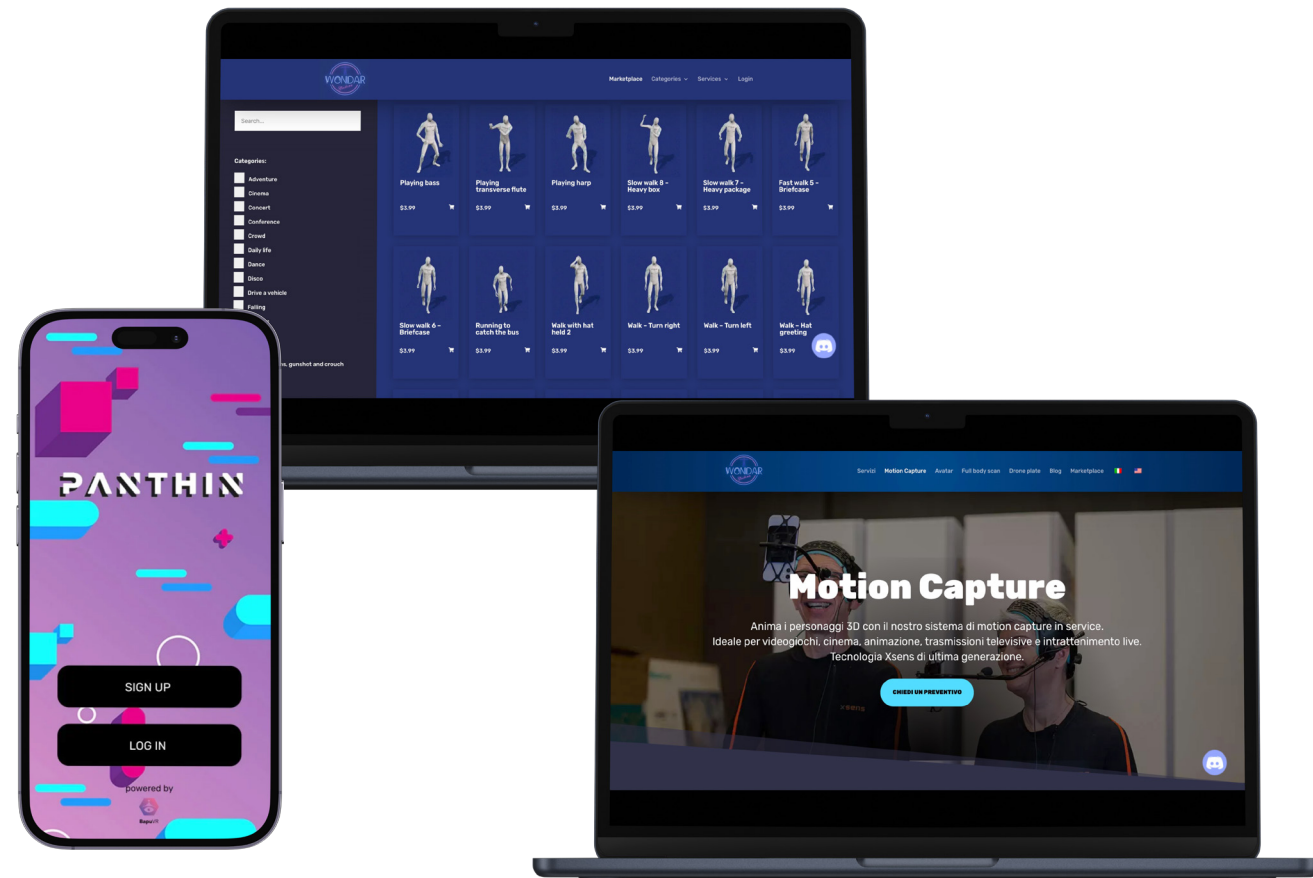 WONDAR
Marketplace Categories Services Login
Search...
Categories:
Adventure
Cinema
Concert
Conference
Crowd
Daily life
Dance
Disco
Drive a vehicle
Falling
ns, gunshot and crouch
Playing bass
$3.99
Playing
transverse flute
$3.99
Playing harp
$3.99
Slow walk 8 –
Heavy box
$3.99
Slow walk 7 –
Heavy package
$3.99
Fast walk 5 –
Briefcase
$3.99
Slow walk 6 –
Briefcase
$3.99
Running to
catch the bus
$3.99
Walk with hat
held 2
$3.99
Walk – Turn right
$3.99
Walk – Turn left
$3.99
Walk – Hat
greeting
$3.99
PANTHIN
SIGN UP
LOG IN
powered by
BapuVR
WONDAR
Servizi Motion Capture Avatar Full body scan Drone plate Blog Marketplace
Motion Capture
Anima i personaggi 3D con il nostro sistema di motion capture in service.
Ideale per videogiochi, cinema, animazione, trasmissioni televisive e intrattenimento live.
Tecnologia Xsens di ultima generazione.
CHIEDI UN PREVENTIVO
XSENS